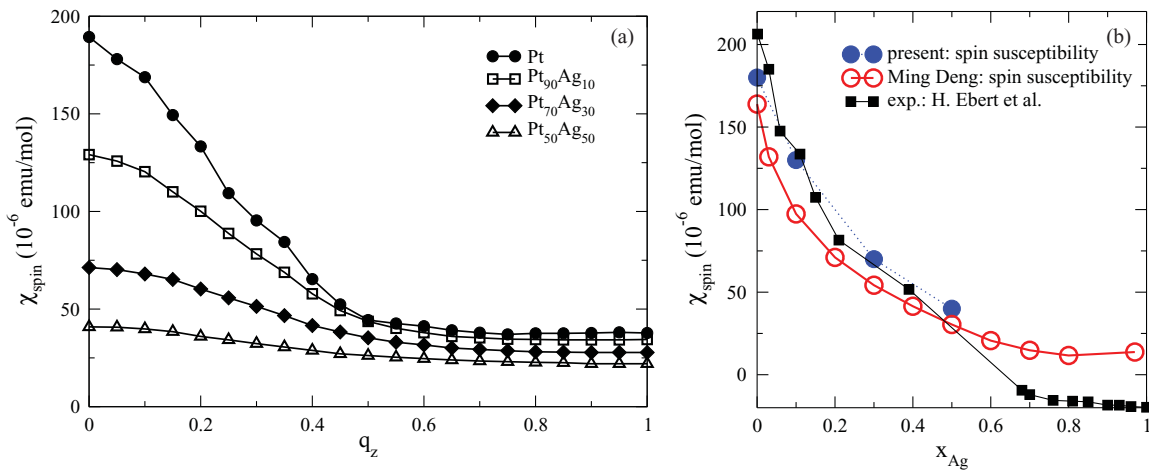 (a)
Pt
Pt90Ag10
Pt70Ag30
Pt50Ag50
200
150
100
50
0
χspin (10-6 emu/mol)
0 0.2 0.4 0.6 0.8 1
qz
(b)
present: spin susceptibility
Ming Deng: spin susceptibility
exp.: H. Ebert et al.
200
150
100
50
0
χspin (10-6 emu/mol)
0 0.2 0.4 0.6 0.8 1
xAg